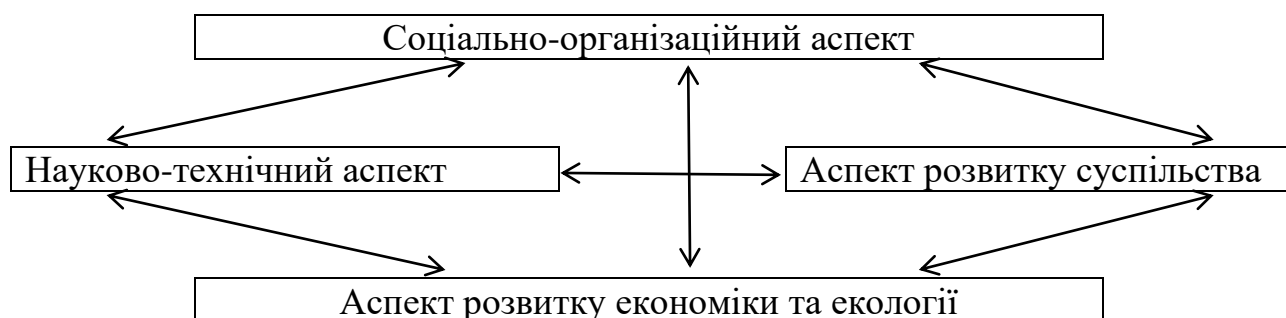 Соціально-організаційний аспект
Науково-технічний аспект
Аспект розвитку суспільства
Аспект розвитку економіки та екології